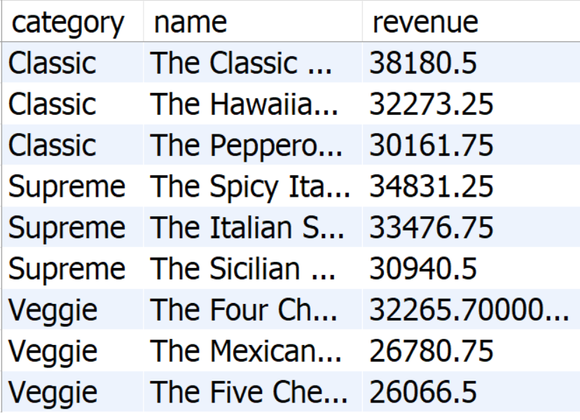 category name revenue
Classic The Classic ... 38180.5
Classic The Hawaiia... 32273.25
Classic The Peppero... 30161.75
Supreme The Spicy Ita... 34831.25
Supreme The Italian S... 33476.75
Supreme The Sicilian ... 30940.5
Veggie The Four Ch... 32265.70000...
Veggie The Mexican... 26780.75
Veggie The Five Che... 26066.5